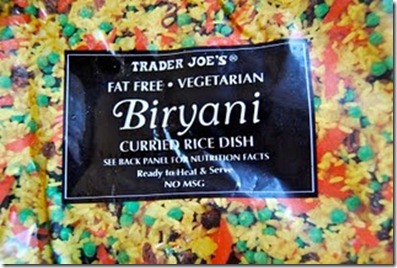 TRADER JOE'S®
FAT FREE • VEGETARIAN
Biryani
CURRIED RICE DISH
SEE BACK PANEL FOR NUTRITION FACTS
Ready to Heat & Serve
NO MSG